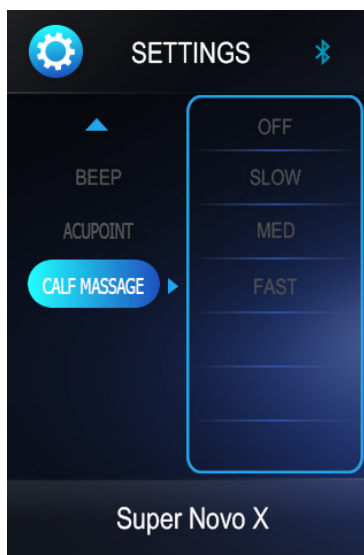 SETTINGS
BEEP
ACUPOINT
CALF MASSAGE
OFF
SLOW
MED
FAST
Super Novo X